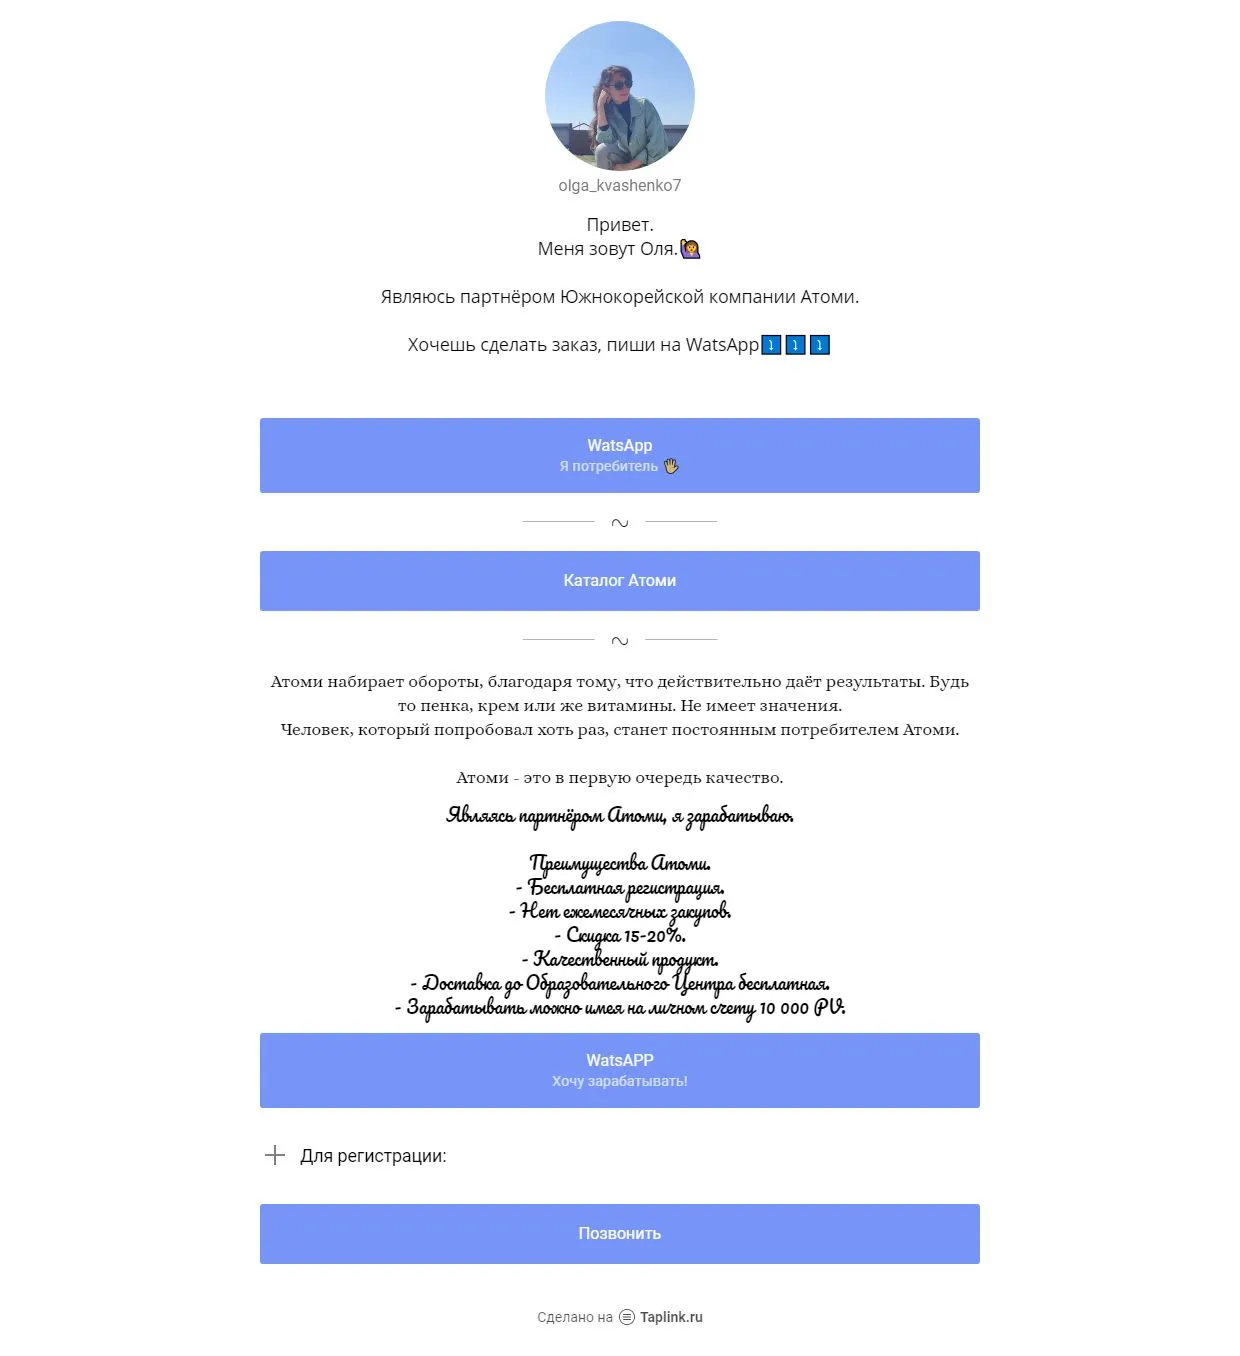 olga_kvashenko7
Привет.
Меня зовут Оля.🙋‍♀️
Являюсь партнёром Южнокорейской компании Атоми.
Хочешь сделать заказ, пиши на WatsApp⤵️⤵️⤵️
WatsApp
Я потребитель 🖐
Каталог Атоми
Атоми набирает обороты, благодаря тому, что действительно даёт результаты. Будь
то пенка, крем или же витамины. Не имеет значения.
Человек, который попробовал хоть раз, станет постоянным потребителем Атоми.
Атоми - это в первую очередь качество.
Являясь партнёром Атоми, я зарабатываю.
Преимущества Атоми.
- Бесплатная регистрация.
- Нет ежемесячных закупов.
- Скидка 15-20%.
- Качественный продукт.
- Доставка до Образовательного Центра бесплатная.
- Зарабатывать можно имея на личном счету 10 000 PV.
WatsAPP
Хочу зарабатывать!
Для регистрации:
Позвонить
Сделано на Taplink.ru